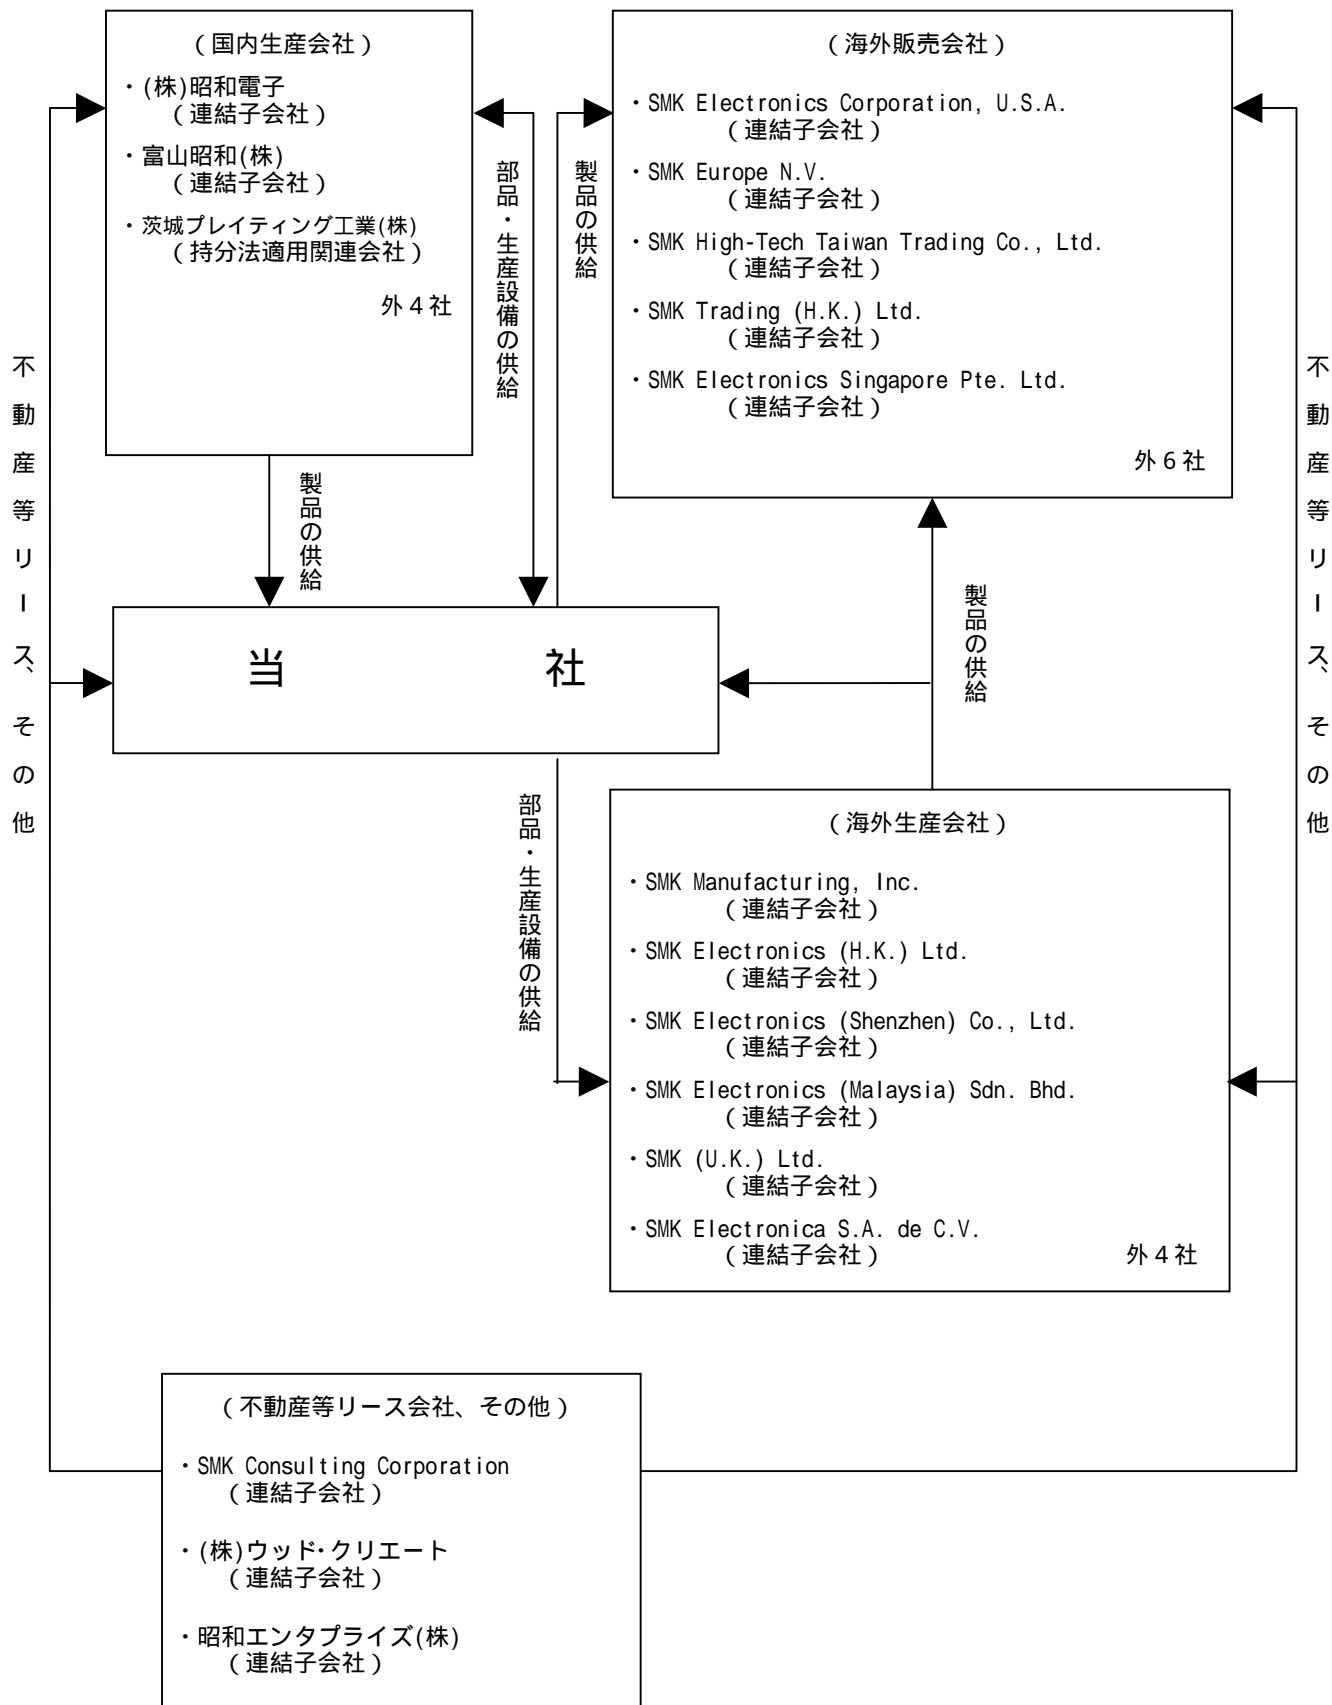 （国内生産会社）
・(株)昭和電子
（連結子会社）
・富山昭和(株)
（連結子会社）
・茨城プレイティング工業(株)
（持分法適用関連会社）
外４社
部品・生産設備の供給
製品の供給
（海外販売会社）
・SMK Electronics Corporation, U.S.A.
（連結子会社）
・SMK Europe N.V.
（連結子会社）
・SMK High-Tech Taiwan Trading Co., Ltd.
（連結子会社）
・SMK Trading (H.K.) Ltd.
（連結子会社）
・SMK Electronics Singapore Pte. Ltd.
（連結子会社）
外６社
不動産等リース、その他
不動産等リース、その他
製品の供給
当社
製品の供給
部品・生産設備の供給
（海外生産会社）
・SMK Manufacturing, Inc.
（連結子会社）
・SMK Electronics (H.K.) Ltd.
（連結子会社）
・SMK Electronics (Shenzhen) Co., Ltd.
（連結子会社）
・SMK Electronics (Malaysia) Sdn. Bhd.
（連結子会社）
・SMK (U.K.) Ltd.
（連結子会社）
・SMK Electronica S.A. de C.V.
（連結子会社）
外４社
（不動産等リース会社、その他）
・SMK Consulting Corporation
（連結子会社）
・(株)ウッド・クリエート
（連結子会社）
・昭和エンタプライズ(株)
（連結子会社）